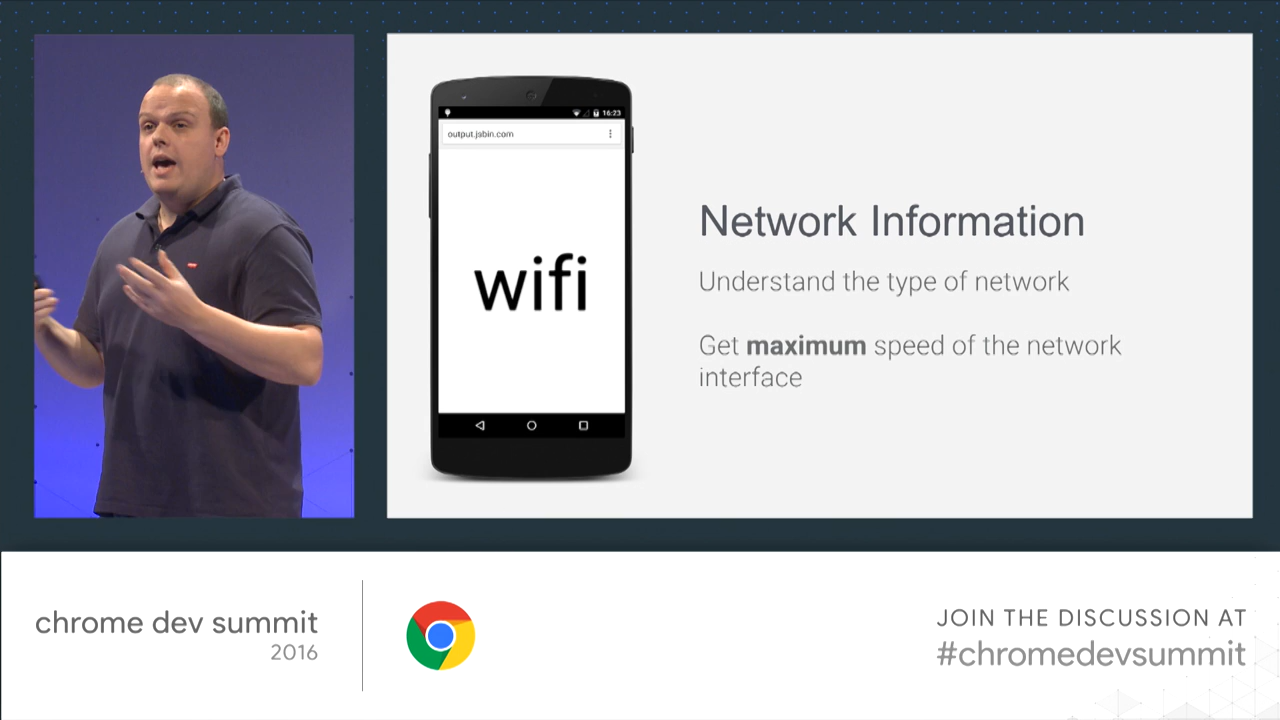 16:23
output.jsbin.com
wifi
Network Information
Understand the type of network
Get maximum speed of the network
interface
chrome dev summit
2016
JOIN THE DISCUSSION AT
#chromedevsummit